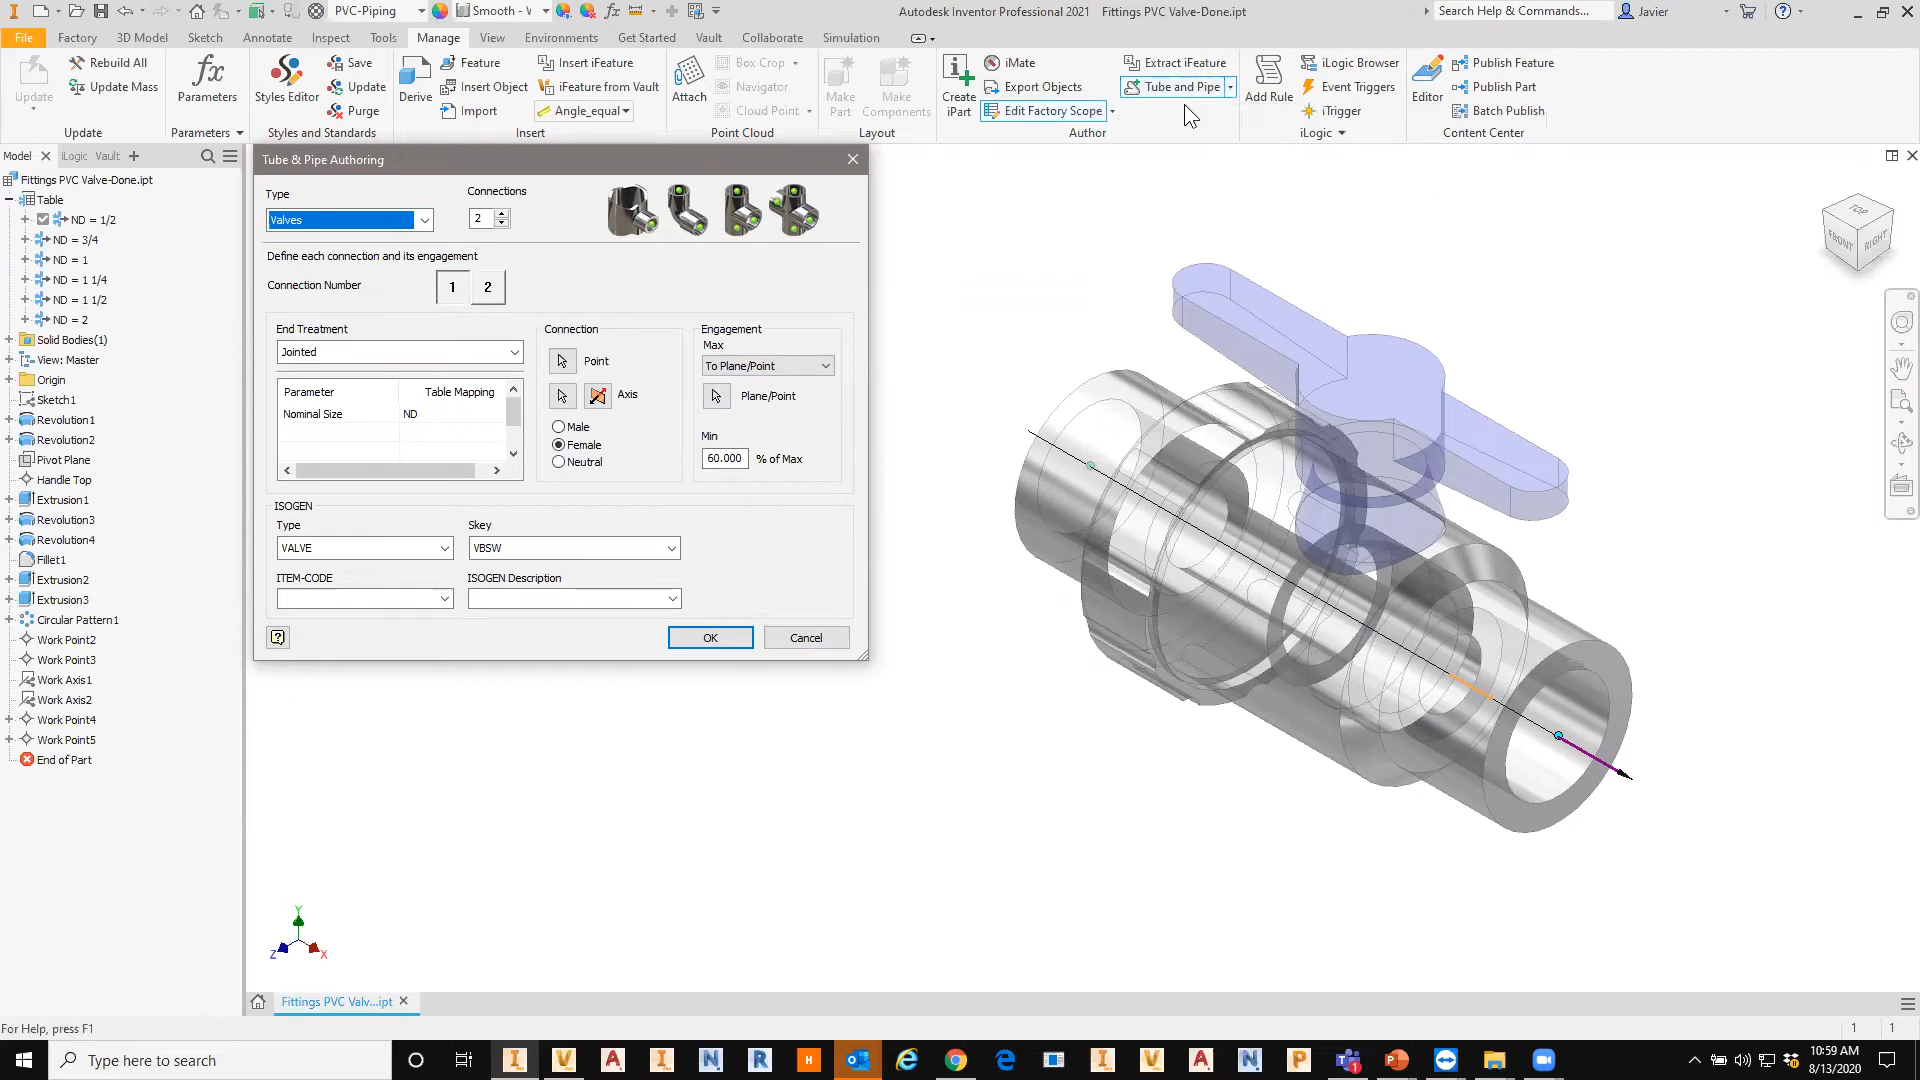 PVC-Piping
Smooth - \
Autodesk Inventor Professional 2021 Fittings PVC Valve-Done.ipt
Search Help & Commands...
Javier
File Factory 3D Model Sketch Annotate Inspect Tools Manage View Environments Get Started Vault Collaborate Simulation
Update
Rebuild All
Update Mass
Update
fx
Parameters
Parameters
Styles Editor
Save
Update
Purge
Styles and Standards
Derive
Feature
Insert Object
Import
Insert iFeature
iFeature from Vault
Angle_equal
Insert
Attach
Box Crop
Navigator
Cloud Point
Point Cloud
Make Part
Make Components
Layout
Create iPart
iMate
Export Objects
Edit Factory Scope
Extract iFeature
Tube and Pipe
Author
Add Rule
iLogic Browser
Event Triggers
iTrigger
iLogic
Editor
Publish Feature
Publish Part
Batch Publish
Content Center
Model iLogic Vault
Fittings PVC Valve-Done.ipt
Table
ND = 1/2
ND = 3/4
ND = 1
ND = 1 1/4
ND = 1 1/2
ND = 2
Solid Bodies(1)
View: Master
Origin
Sketch1
Revolution1
Revolution2
Pivot Plane
Handle Top
Extrusion1
Revolution3
Revolution4
Fillet1
Extrusion2
Extrusion3
Circular Pattern1
Work Point2
Work Point3
Work Axis1
Work Axis2
Work Point4
Work Point5
End of Part
Tube & Pipe Authoring
Type
Valves
Connections
2
Define each connection and its engagement
Connection Number
1 2
End Treatment
Jointed
Parameter Table Mapping
Nominal Size ND
Connection
Point
Axis
Male
Female
Neutral
Engagement
Max
To Plane/Point
Plane/Point
Min
60.000 % of Max
ISOGEN
Type
VALVE
Skey
VBSW
ITEM-CODE
ISOGEN Description
OK Cancel
TOP
FRONT
RIGHT
Y
Z
X
Fittings PVC Valv...ipt
For Help, press F1
1 1
Type here to search
10:59 AM
8/13/2020